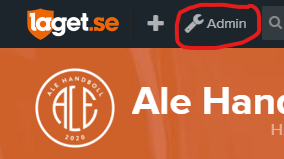 laget.se
Admin
ALE HANDBOLL
ALE
2020
Ale Hand
H